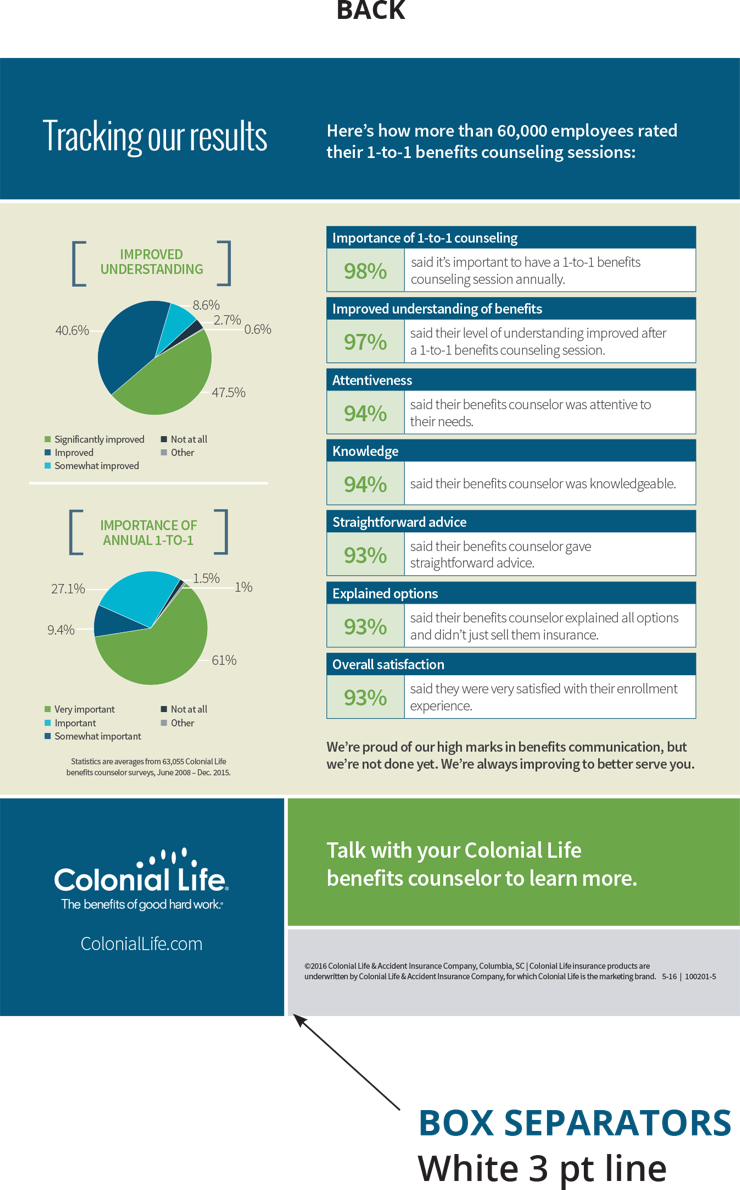 BACK
Tracking our results
Here’s how more than 60,000 employees rated
their 1-to-1 benefits counseling sessions:
IMPROVED
UNDERSTANDING
8.6%
2.7%
0.6%
40.6%
47.5%
Significantly improved
Improved
Somewhat improved
Not at all
Other
IMPORTANCE OF
ANNUAL 1-TO-1
1.5%
1%
27.1%
9.4%
61%
Very important
Important
Somewhat important
Not at all
Other
Statistics are averages from 63,055 Colonial Life
benefits counselor surveys, June 2008 – Dec. 2015.
Importance of 1-to-1 counseling
98%
said it’s important to have a 1-to-1 benefits
counseling session annually.
Improved understanding of benefits
97%
said their level of understanding improved after
a 1-to-1 benefits counseling session.
Attentiveness
94%
said their benefits counselor was attentive to
their needs.
Knowledge
94%
said their benefits counselor was knowledgeable.
Straightforward advice
93%
said their benefits counselor gave
straightforward advice.
Explained options
93%
said their benefits counselor explained all options
and didn’t just sell them insurance.
Overall satisfaction
93%
said they were very satisfied with their enrollment
experience.
We’re proud of our high marks in benefits communication, but
we’re not done yet. We’re always improving to better serve you.
Colonial Life®
The benefits of good hard work.®
ColonialLife.com
Talk with your Colonial Life
benefits counselor to learn more.
©2016 Colonial Life & Accident Insurance Company, Columbia, SC | Colonial Life insurance products are
underwritten by Colonial Life & Accident Insurance Company, for which Colonial Life is the marketing brand. 5-16 | 100201-5
BOX SEPARATORS
White 3 pt line